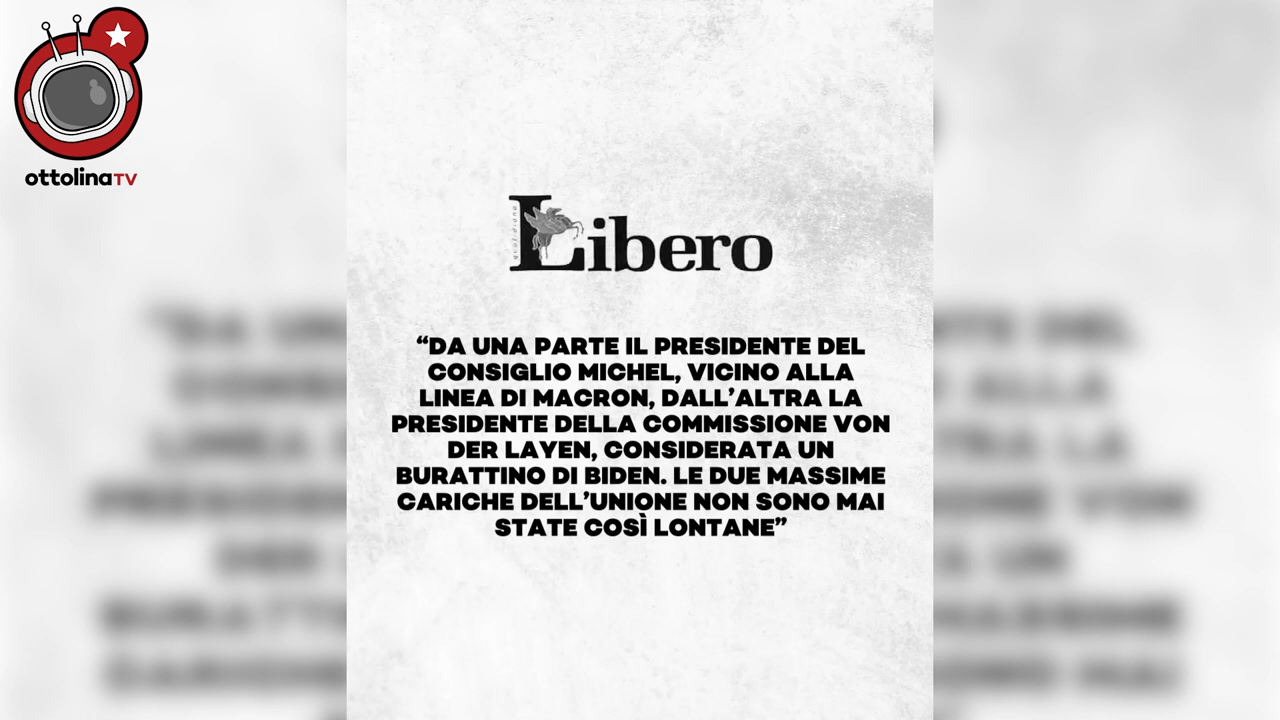 ottolinaTV
quotidiano
Libero
“DA UNA PARTE IL PRESIDENTE DEL
CONSIGLIO MICHEL, VICINO ALLA
LINEA DI MACRON, DALL’ALTRA LA
PRESIDENTE DELLA COMMISSIONE VON
DER LAYEN, CONSIDERATA UN
BURATTINO DI BIDEN. LE DUE MASSIME
CARICHE DELL’UNIONE NON SONO MAI
STATE COSÌ LONTANE”